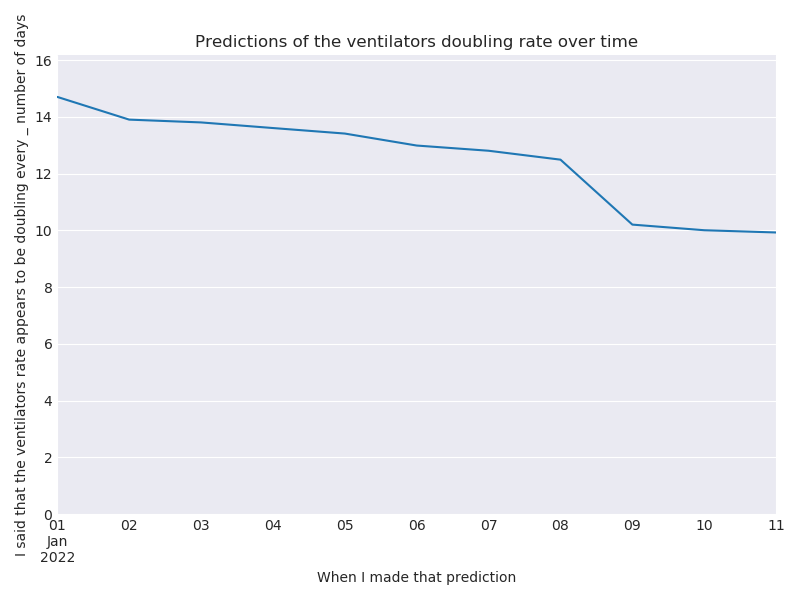 Predictions of the ventilators doubling rate over time
I said that the ventilators rate appears to be doubling every _ number of days
16
14
12
10
8
6
4
2
0
01 02 03 04 05 06 07 08 09 10 11
Jan
2022
When I made that prediction